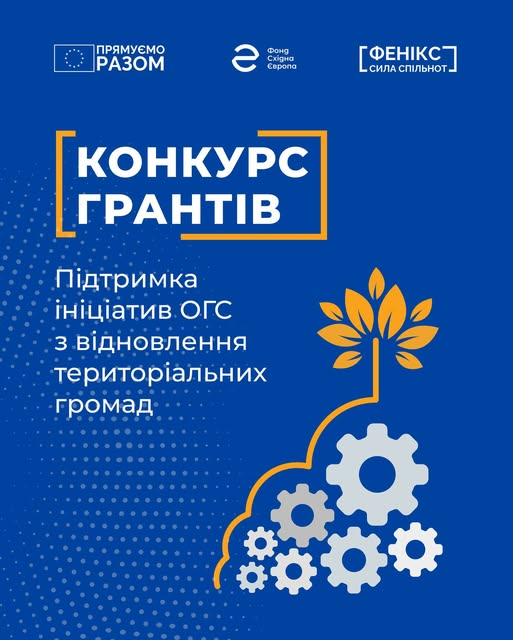 ПРЯМУЄМО
РАЗОМ
Фонд
Східна
Європа
ФЕНІКС
СИЛА СПІЛЬНОТ
КОНКУРС
ГРАНТІВ
Підтримка
ініціатив ОГС
з відновлення
територіальних
громад